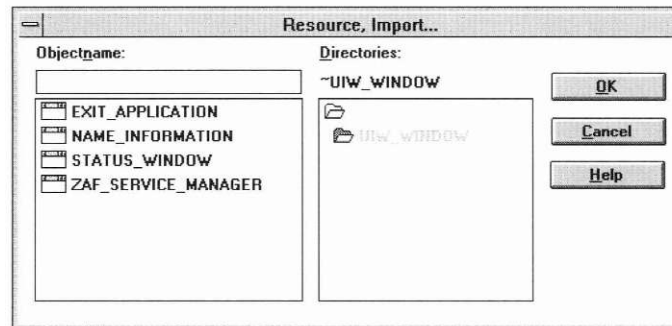 Resource, Import...
Objectname:
Directories:
~UIW_WINDOW
OK
EXIT_APPLICATION
NAME_INFORMATION
UIW_WINDOW
Cancel
STATUS_WINDOW
ZAF_SERVICE_MANAGER
Help